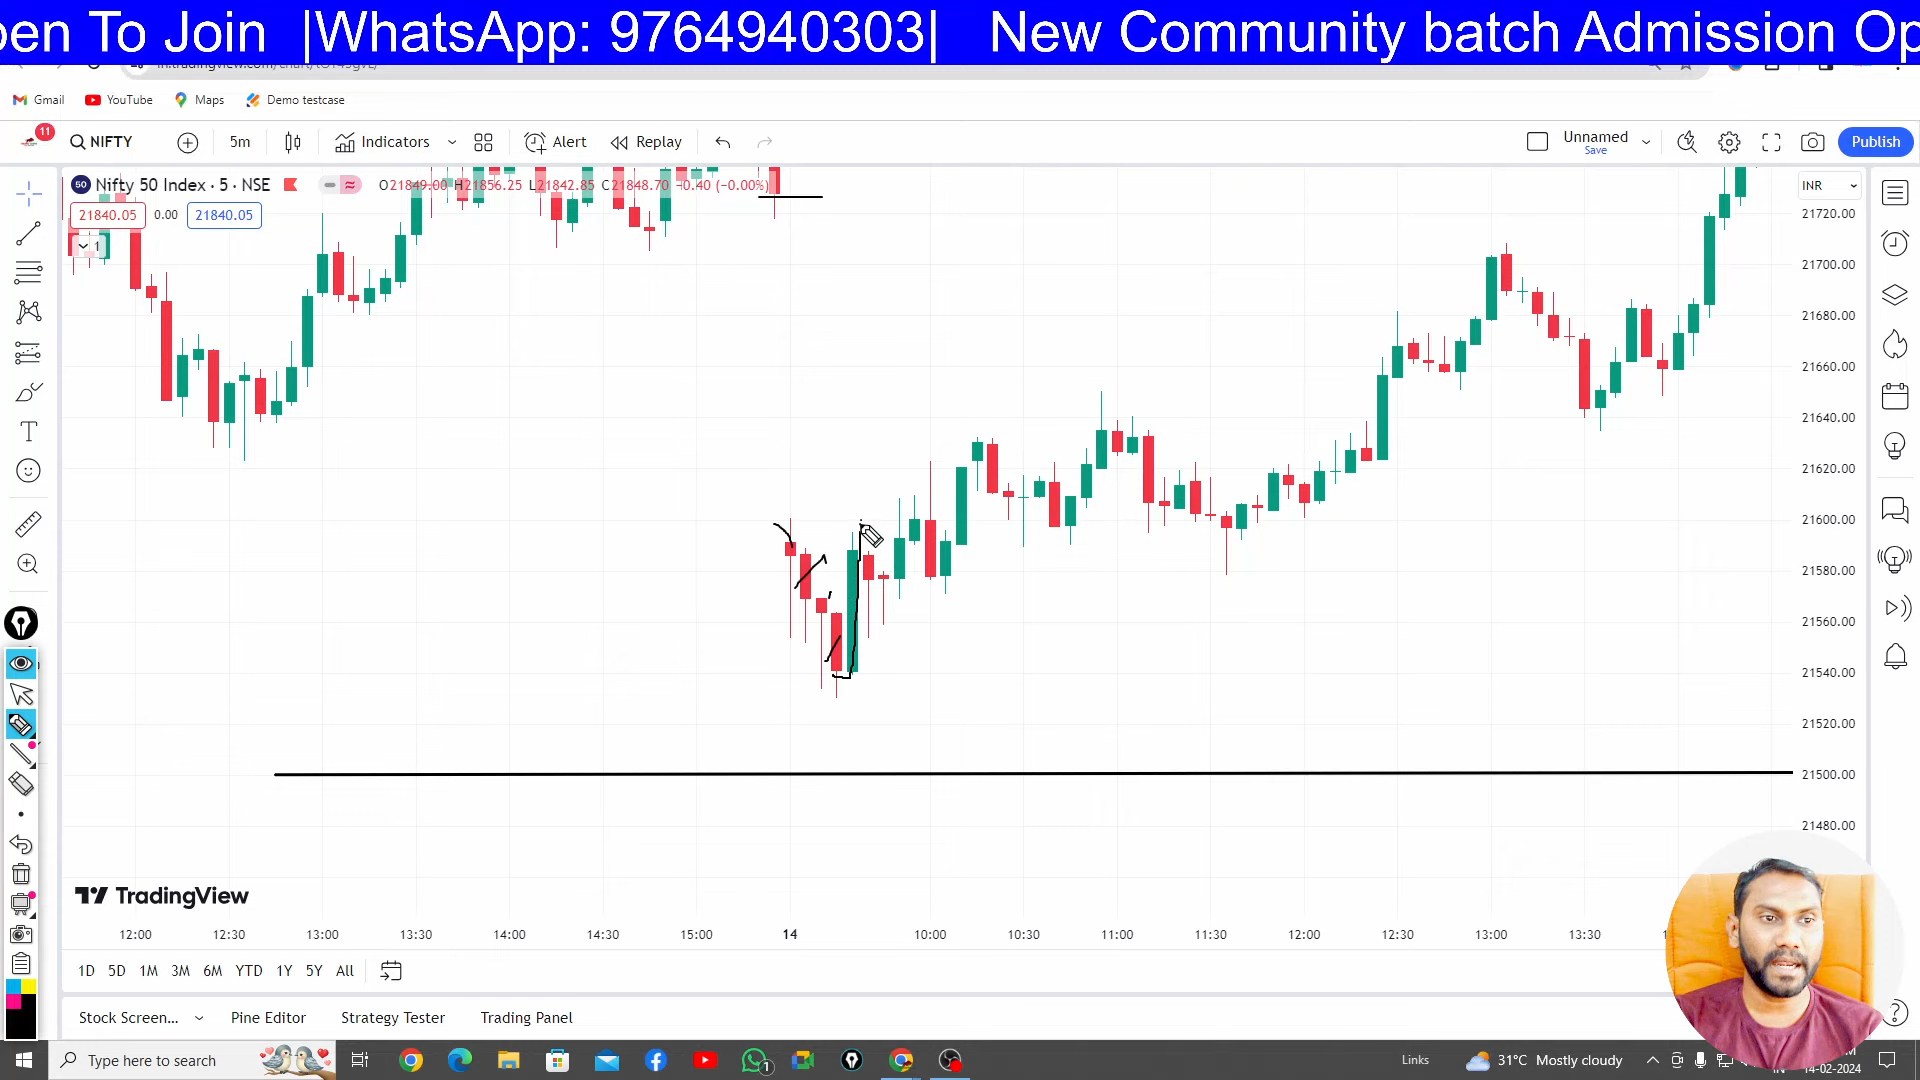 pen To Join |WhatsApp: 9764940303| New Community batch Admission Op
Gmail YouTube Maps Demo testcase
11
NIFTY 5m Indicators Alert Replay Unnamed Save Publish
50 Nifty 50 Index · 5 · NSE O21849.00 H21856.25 L21842.85 C21848.70 −0.40 (−0.00%) INR
21840.05 0.00 21840.05
1
21720.00
21700.00
21680.00
21660.00
21640.00
21620.00
21600.00
21580.00
21560.00
21540.00
21520.00
21500.00
21480.00
TradingView
12:00 12:30 13:00 13:30 14:00 14:30 15:00 14 10:00 10:30 11:00 11:30 12:00 12:30 13:00 13:30
1D 5D 1M 3M 6M YTD 1Y 5Y All
Stock Screen... Pine Editor Strategy Tester Trading Panel
Type here to search 1 Links 31°C Mostly cloudy
14-02-2024